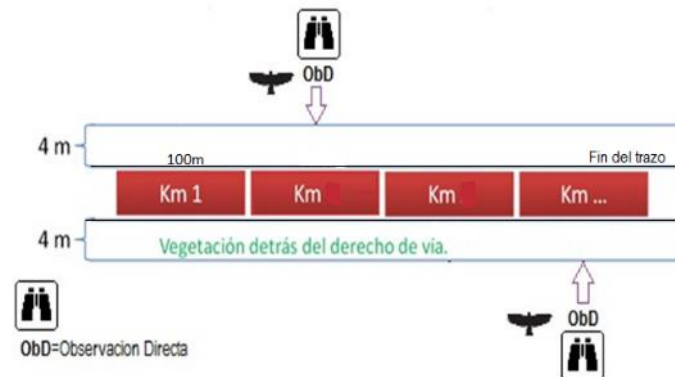 ObD
4 m
100m
Fin del trazo
Km 1
Km
Km
Km ...
4 m
Vegetación detrás del derecho de vía.
ObD
ObD=Observacion Directa